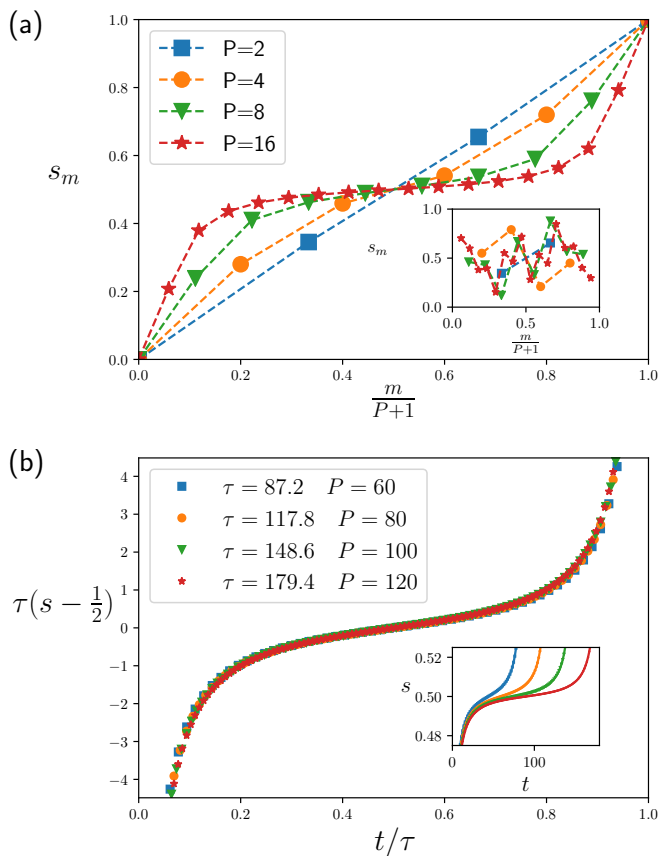 (a)
1.0
0.8
0.6
0.4
0.2
0.0
s_m
P=2
P=4
P=8
P=16
1.0
0.5
0.0
s_m
0.0 0.5 1.0
m
P+1
0.0 0.2 0.4 0.6 0.8 1.0
m
P+1
(b)
4
3
2
1
0
−1
−2
−3
−4
τ(s − 1/2)
τ = 87.2 P = 60
τ = 117.8 P = 80
τ = 148.6 P = 100
τ = 179.4 P = 120
0.52
0.50
0.48
s
0 100
t
0.0 0.2 0.4 0.6 0.8 1.0
t/τ